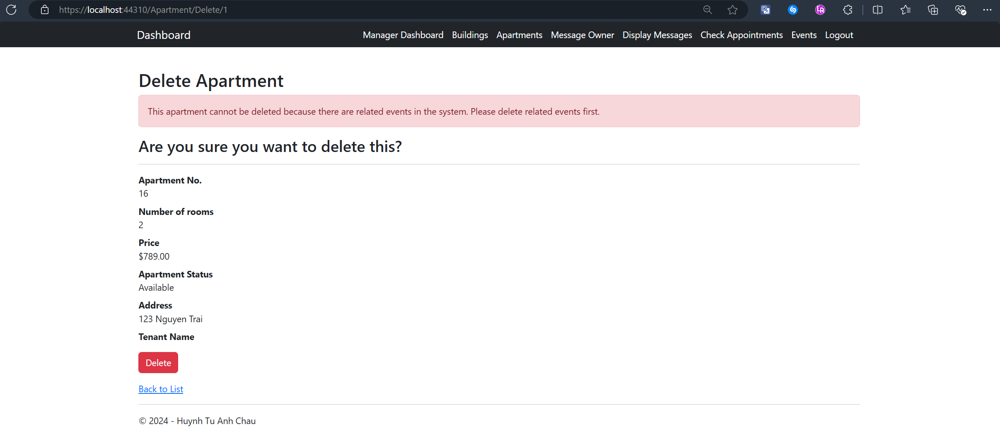 https://localhost:44310/Apartment/Delete/1
Dashboard Manager Dashboard Buildings Apartments Message Owner Display Messages Check Appointments Events Logout
Delete Apartment
This apartment cannot be deleted because there are related events in the system. Please delete related events first.
Are you sure you want to delete this?
Apartment No.
16
Number of rooms
2
Price
$789.00
Apartment Status
Available
Address
123 Nguyen Trai
Tenant Name
Delete
Back to List
© 2024 - Huynh Tu Anh Chau